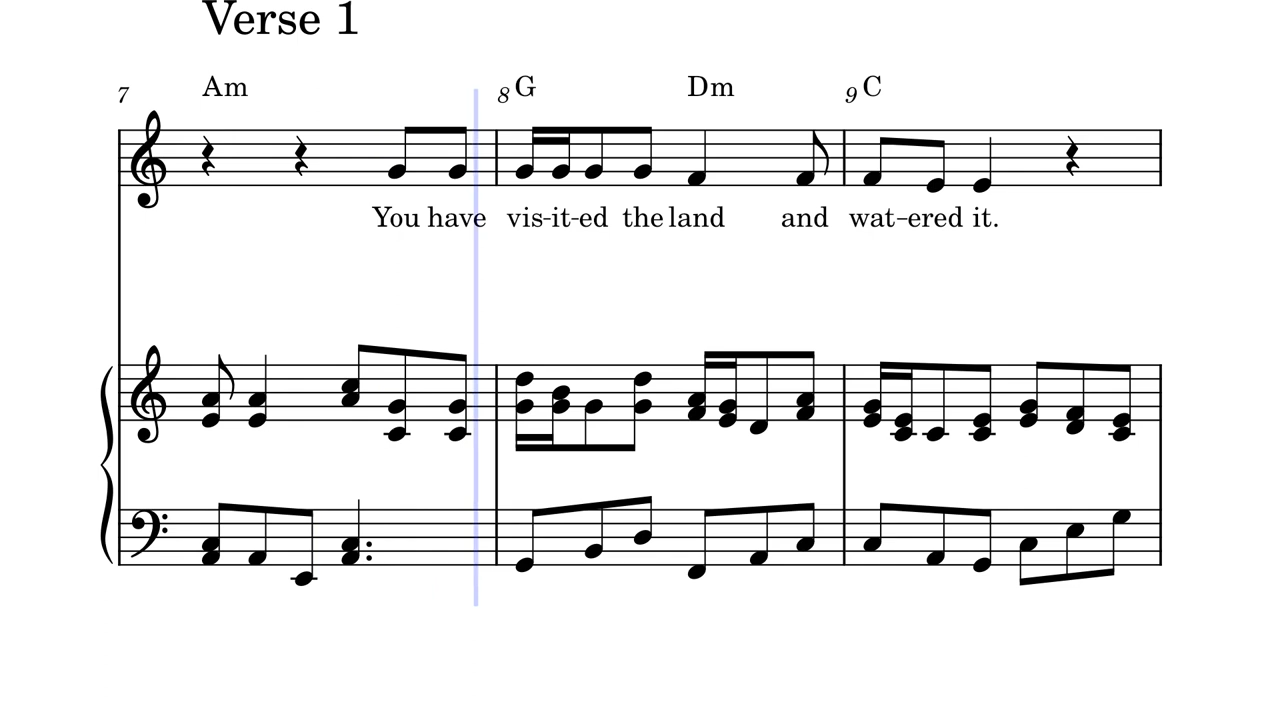 Verse 1
7 Am 8 G Dm 9 C
You have vis-it-ed the land and wat-ered it.